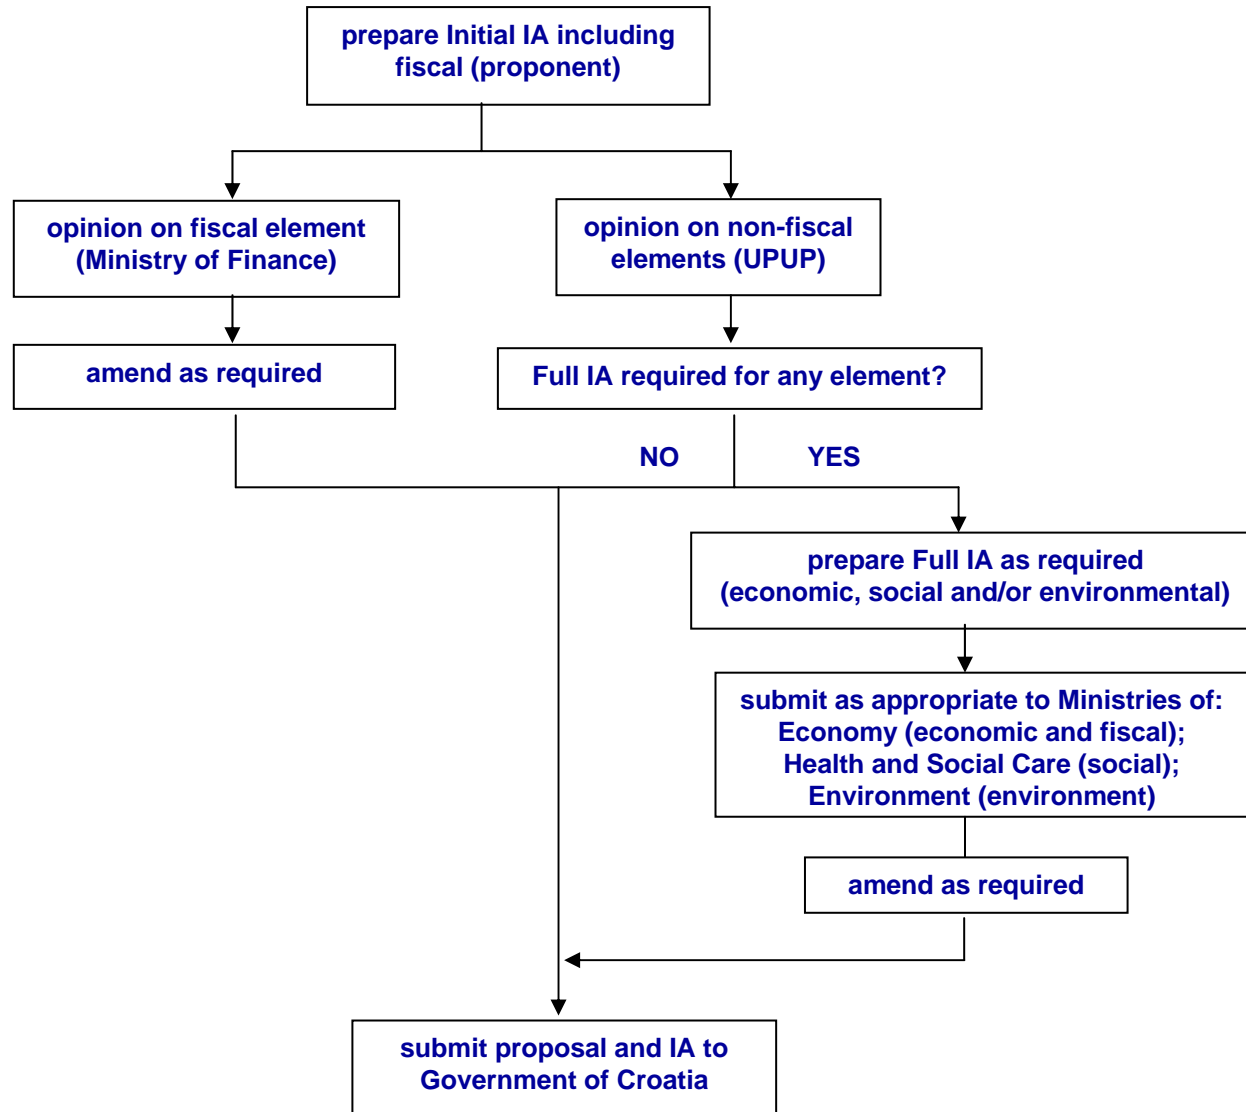 prepare Initial IA including
fiscal (proponent)
opinion on fiscal element
(Ministry of Finance)
opinion on non-fiscal
elements (UPUP)
amend as required
Full IA required for any element?
NO
YES
prepare Full IA as required
(economic, social and/or environmental)
submit as appropriate to Ministries of:
Economy (economic and fiscal);
Health and Social Care (social);
Environment (environment)
amend as required
submit proposal and IA to
Government of Croatia